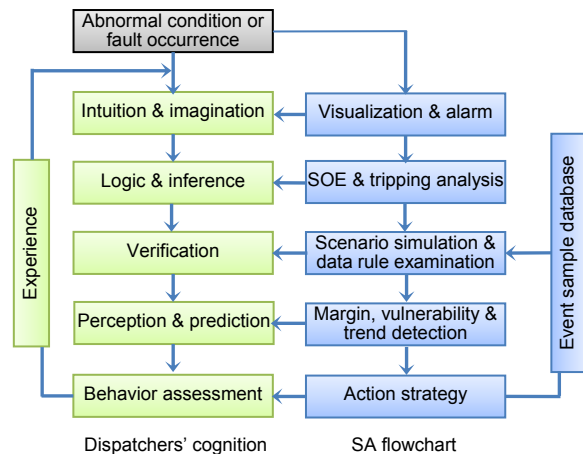 Abnormal condition or
fault occurrence
Intuition & imagination
Visualization & alarm
Logic & inference
SOE & tripping analysis
Verification
Scenario simulation &
data rule examination
Perception & prediction
Margin, vulnerability &
trend detection
Behavior assessment
Action strategy
Experience
Event sample database
Dispatchers' cognition
SA flowchart